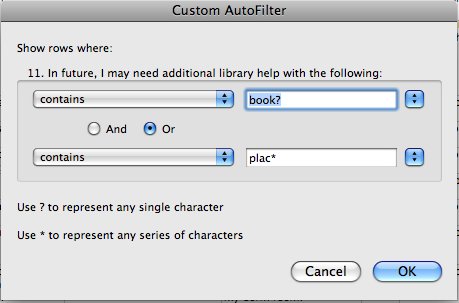 Custom AutoFilter
Show rows where:
11. In future, I may need additional library help with the following:
contains book?
And Or
contains plac*
Use ? to represent any single character
Use * to represent any series of characters
Cancel OK